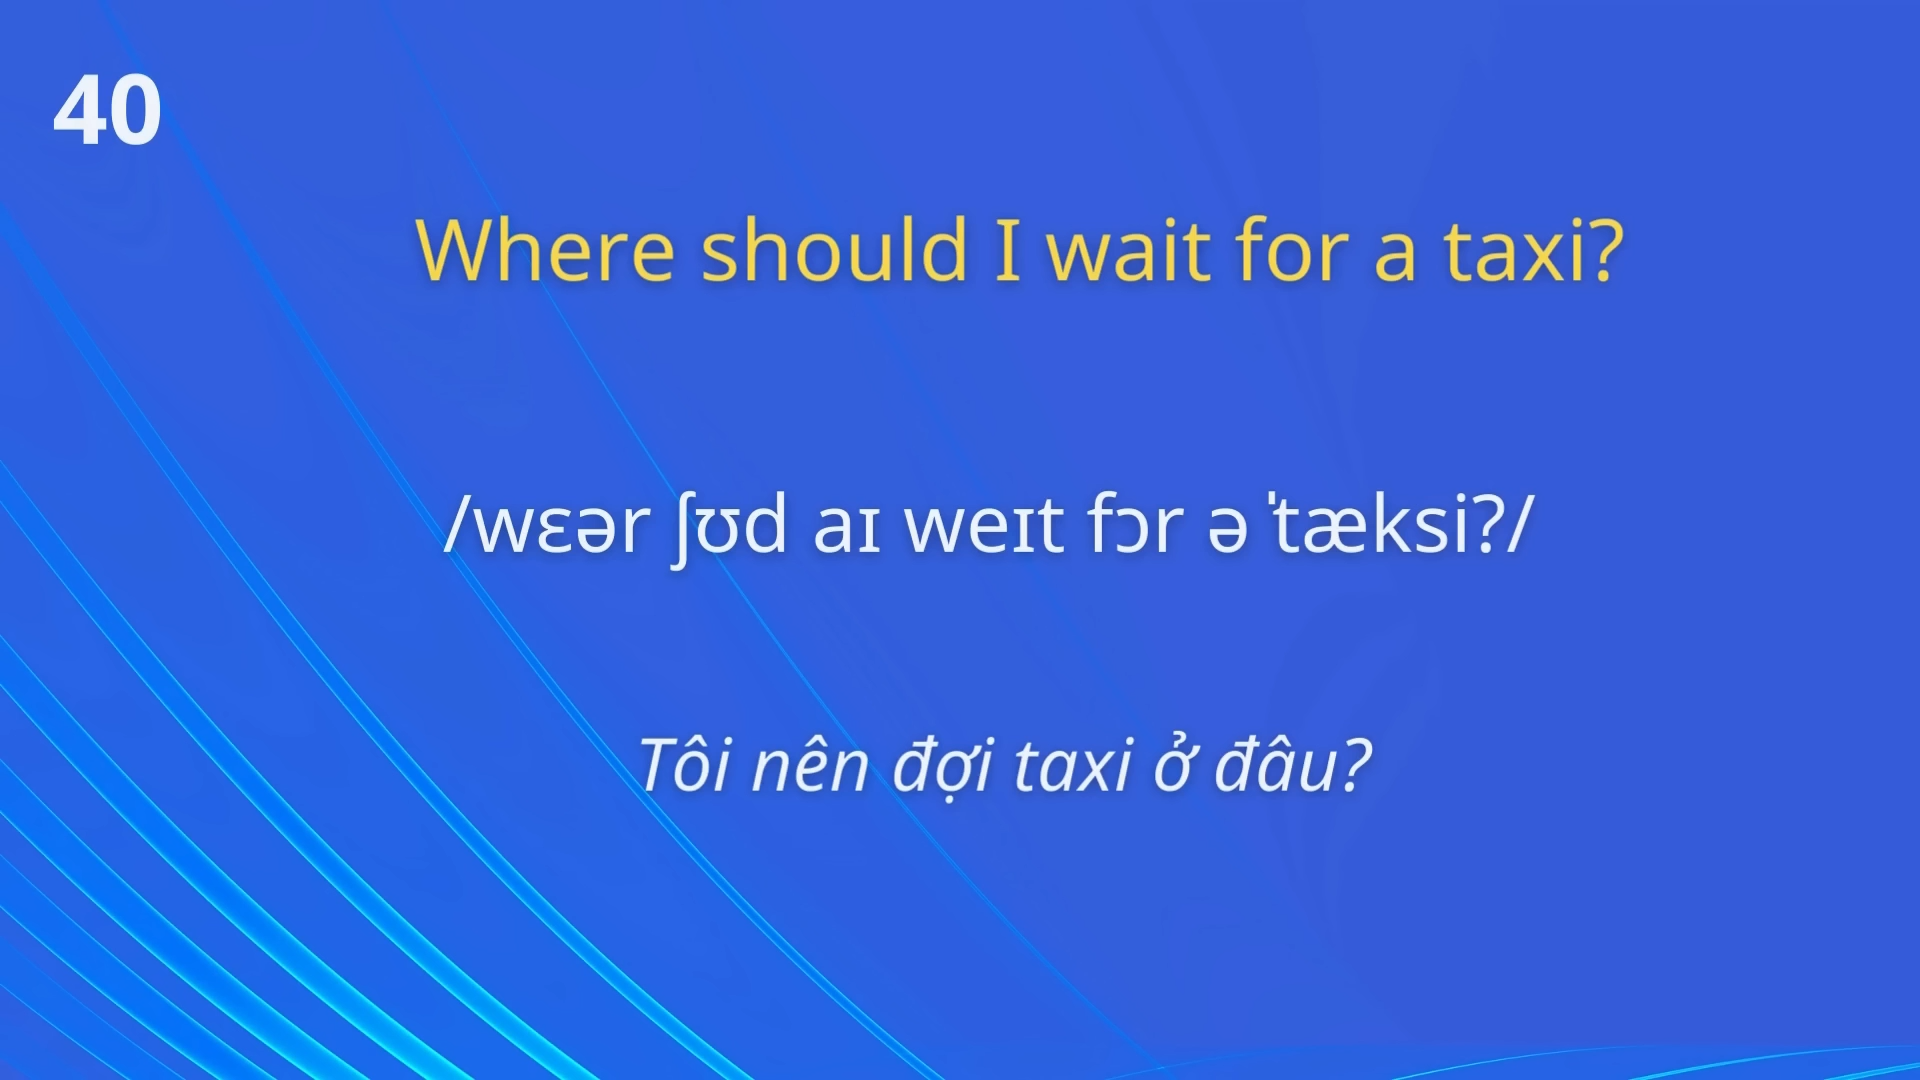 40
Where should I wait for a taxi?
/wɛər ʃʊd aɪ weɪt fɔr ə ˈtæksi?/
Tôi nên đợi taxi ở đâu?